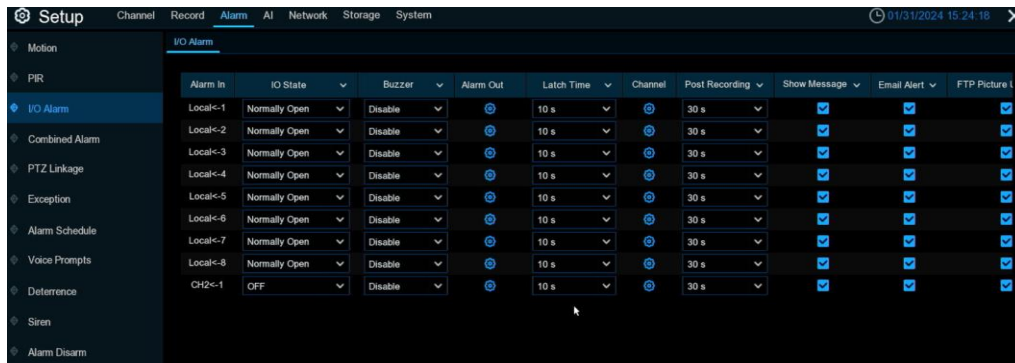 Setup Channel Record Alarm AI Network Storage System 01/31/2024 15:24:18
Motion
PIR
I/O Alarm
Combined Alarm
PTZ Linkage
Exception
Alarm Schedule
Voice Prompts
Deterrence
Siren
Alarm Disarm
I/O Alarm
Alarm In IO State Buzzer Alarm Out Latch Time Channel Post Recording Show Message Email Alert FTP Picture
Local<-1 Normally Open Disable 10 s 30 s
Local<-2 Normally Open Disable 10 s 30 s
Local<-3 Normally Open Disable 10 s 30 s
Local<-4 Normally Open Disable 10 s 30 s
Local<-5 Normally Open Disable 10 s 30 s
Local<-6 Normally Open Disable 10 s 30 s
Local<-7 Normally Open Disable 10 s 30 s
Local<-8 Normally Open Disable 10 s 30 s
CH2<-1 OFF Disable 10 s 30 s